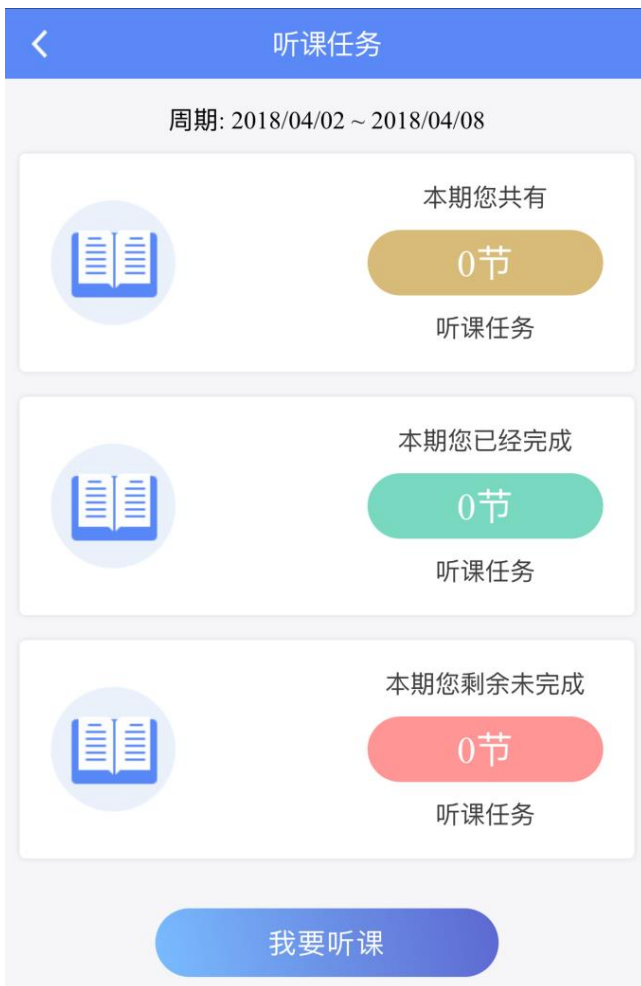 听课任务
周期: 2018/04/02 ~ 2018/04/08
本期您共有
0节
听课任务
本期您已经完成
0节
听课任务
本期您剩余未完成
0节
听课任务
我要听课